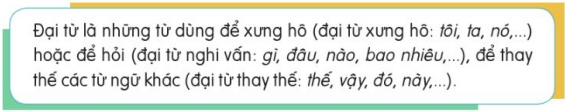 Đại từ là những từ dùng để xưng hô (đại từ xưng hô: tôi, ta, nó,...)
hoặc để hỏi (đại từ nghi vấn: gì, đâu, nào, bao nhiêu,...), để thay
thế các từ ngữ khác (đại từ thay thế: thế, vậy, đó, này,...).